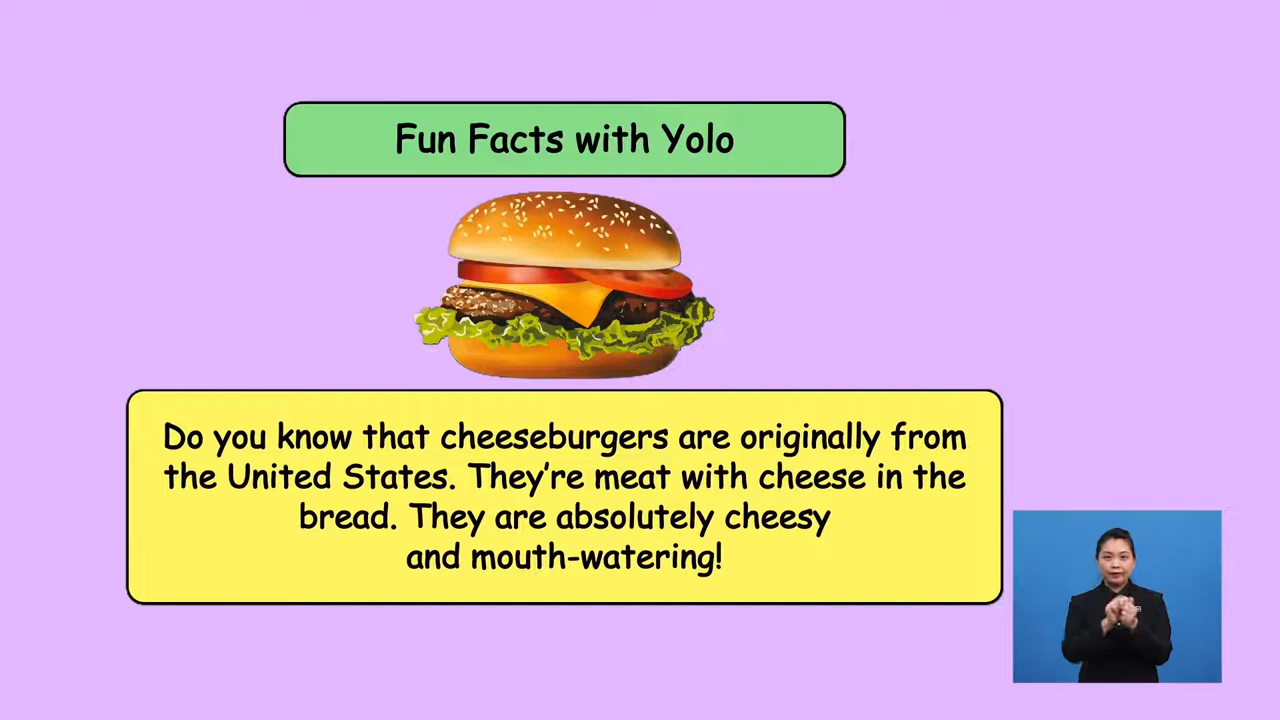 Fun Facts with Yolo
Do you know that cheeseburgers are originally from
the United States. They’re meat with cheese in the
bread. They are absolutely cheesy
and mouth-watering!